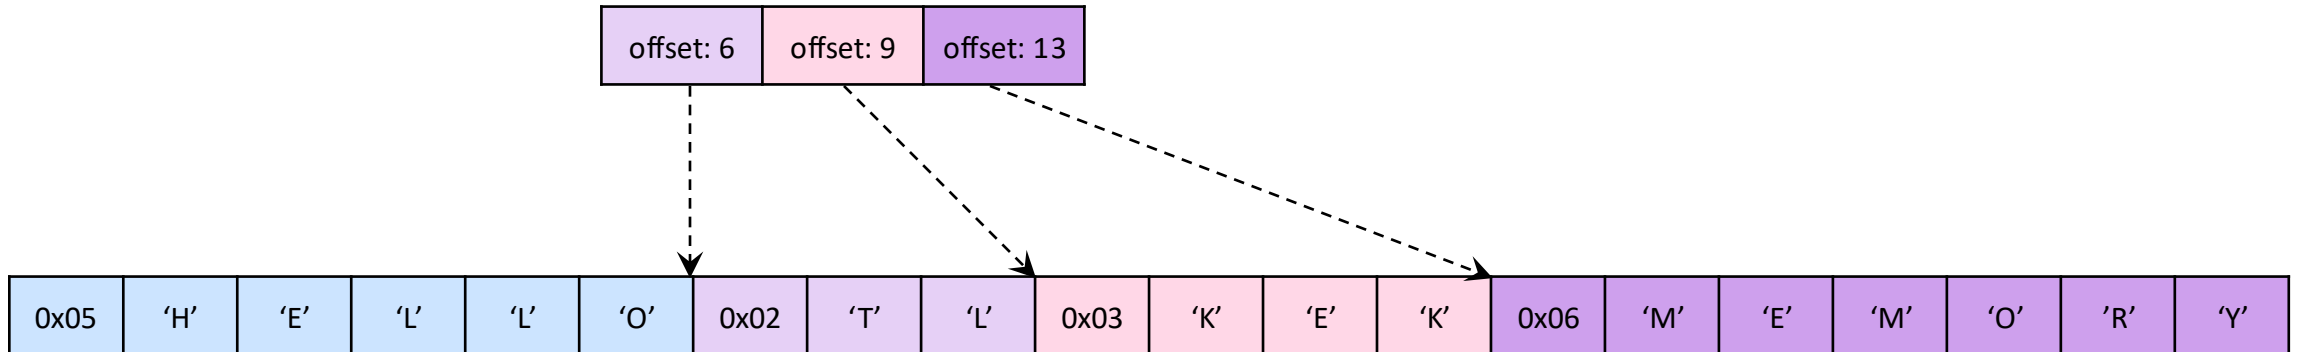 offset: 6 offset: 9 offset: 13
0x05 ‘H’ ‘E’ ‘L’ ‘L’ ‘O’ 0x02 ‘T’ ‘L’ 0x03 ‘K’ ‘E’ ‘K’ 0x06 ‘M’ ‘E’ ‘M’ ‘O’ ’R’ ‘Y’